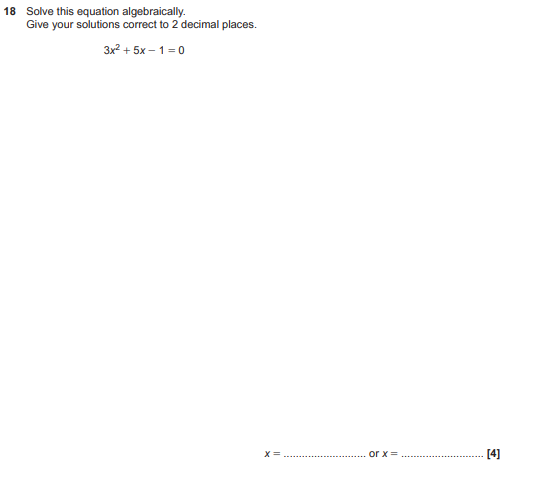 18 Solve this equation algebraically.
Give your solutions correct to 2 decimal places.
3x² + 5x – 1 = 0
x = ........................... or x = ........................... [4]